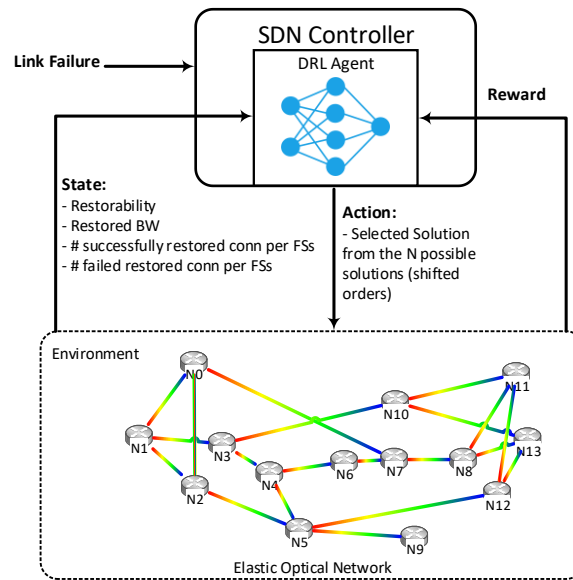 SDN Controller
DRL Agent
Link Failure
Reward
State:
- Restorability
- Restored BW
- # successfully restored conn per FSs
- # failed restored conn per FSs
Action:
- Selected Solution
from the N possible
solutions (shifted
orders)
Environment
N0
N11
N10
N1
N3
N13
N6
N7
N8
N4
N2
N12
N5
N9
Elastic Optical Network